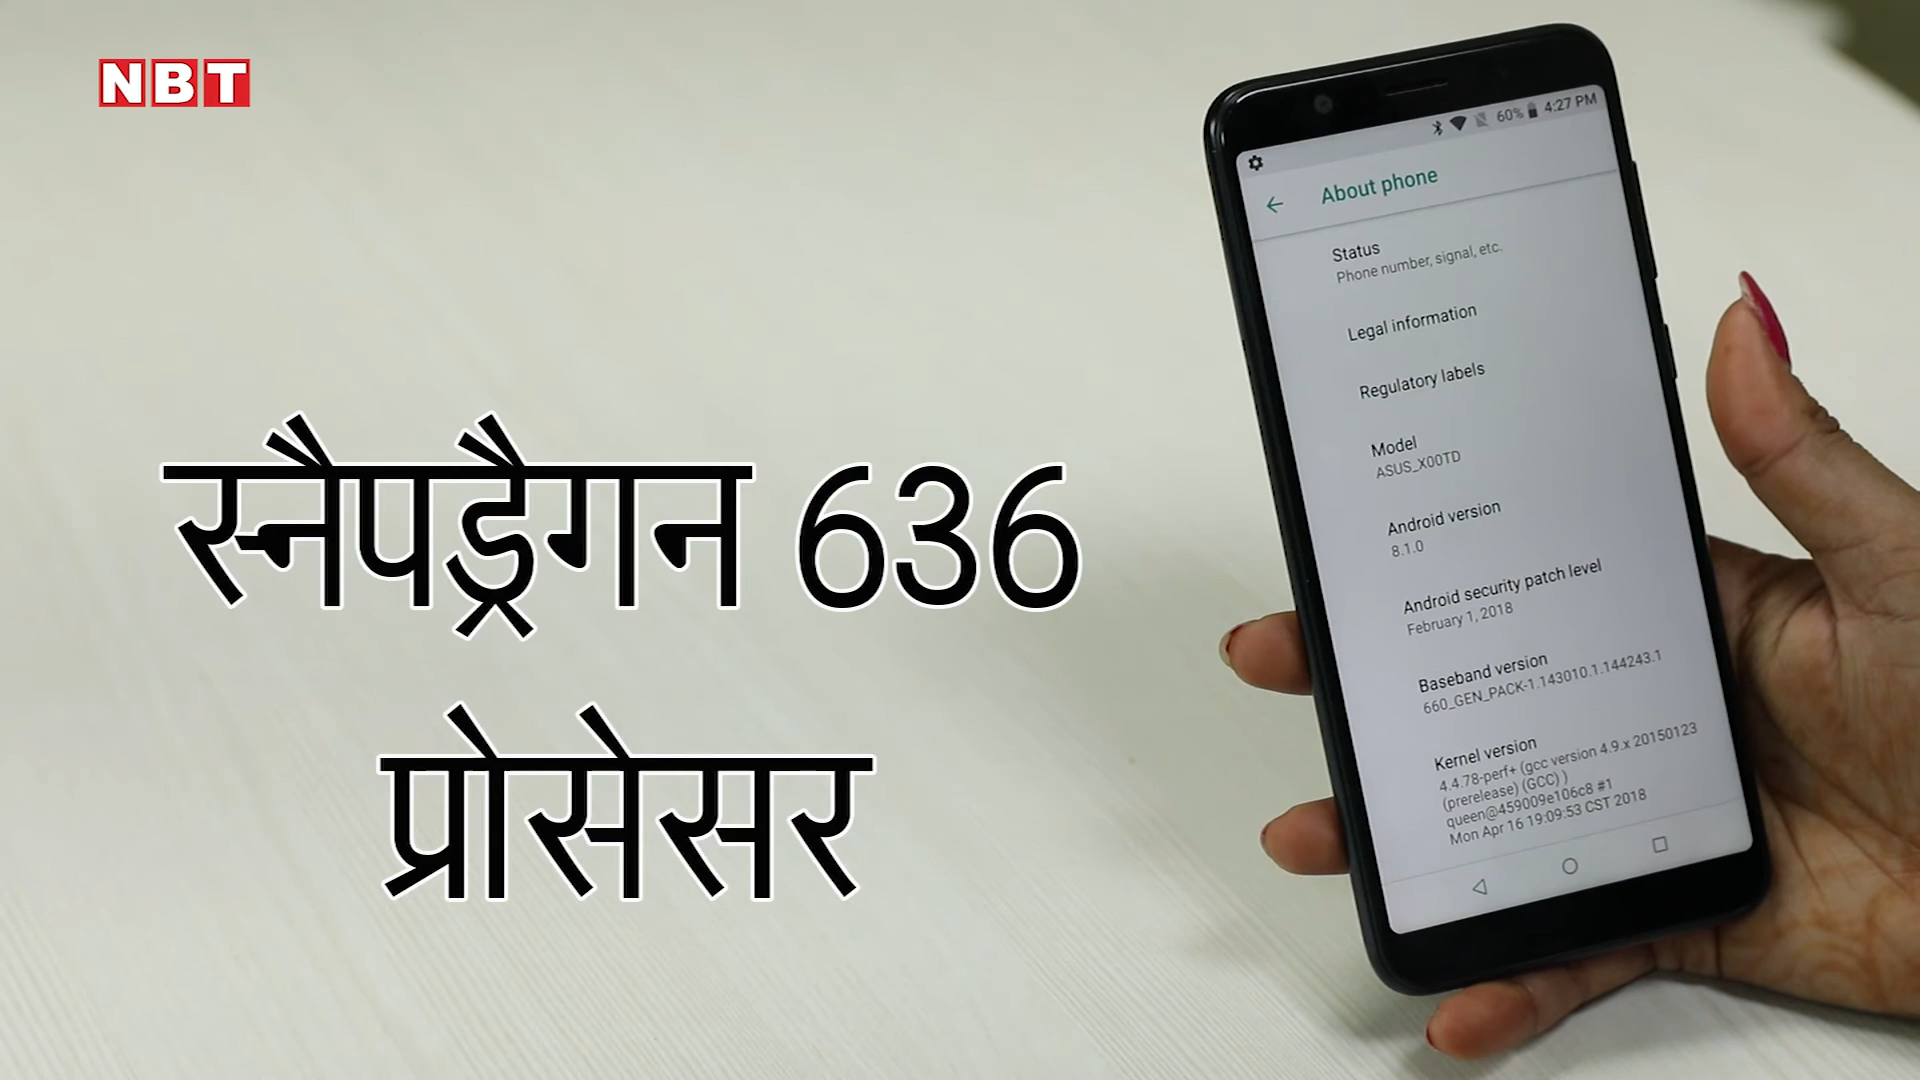 NBT
स्नैपड्रैगन 636
प्रोसेसर
60% 4:27 PM
About phone
Status
Phone number, signal, etc.
Legal information
Regulatory labels
Model
ASUS_X00TD
Android version
8.1.0
Android security patch level
February 1, 2018
Baseband version
660_GEN_PACK-1.143010.1.144243.1
Kernel version
4.4.78-perf+ (gcc version 4.9.x 20150123
(prerelease) (GCC) )
queen@459009e106c8 #1
Mon Apr 16 19:09:53 CST 2018